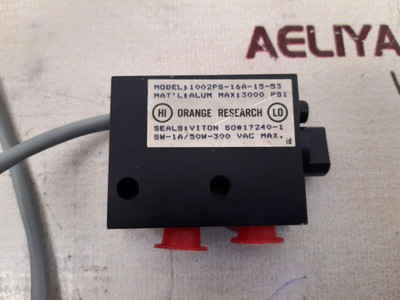 AELIYA
MODEL:1002PS-16A-15-53
MAT'L:ALUM MAX:3000 PSI
HI ORANGE RESEARCH LO
SEALS:VITON SO#17240-1
SW-1A/50W-300 VAC MAX.
id